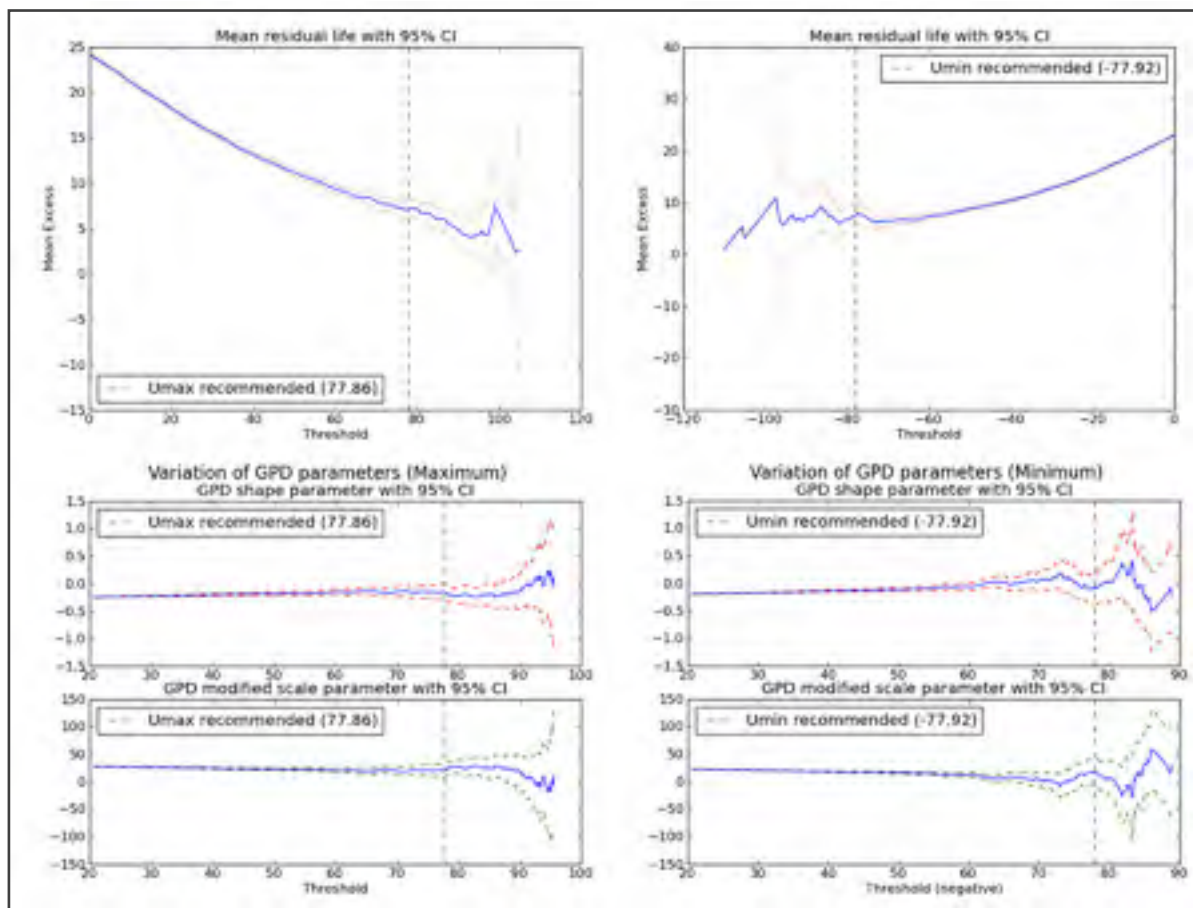 Mean residual life with 95% CI
25
20
15
10
5
0
−5
−10
−15
Mean Excess
Umax recommended (77.86)
0 20 40 60 80 100 120
Threshold
Mean residual life with 95% CI
40
30
20
10
0
−10
−20
−30
Mean Excess
Umin recommended (-77.92)
−120 −100 −80 −60 −40 −20 0
Threshold
Variation of GPD parameters (Maximum)
GPD shape parameter with 95% CI
1.5
1.0
0.5
0.0
−0.5
−1.0
−1.5
Umax recommended (77.86)
20 30 40 50 60 70 80 90 100
GPD modified scale parameter with 95% CI
150
100
50
0
−50
−100
−150
Umax recommended (77.86)
20 30 40 50 60 70 80 90 100
Threshold
Variation of GPD parameters (Minimum)
GPD shape parameter with 95% CI
1.5
1.0
0.5
0.0
−0.5
−1.0
−1.5
Umin recommended (-77.92)
20 30 40 50 60 70 80 90
GPD modified scale parameter with 95% CI
150
100
50
0
−50
−100
−150
Umin recommended (-77.92)
20 30 40 50 60 70 80 90
Threshold (negative)